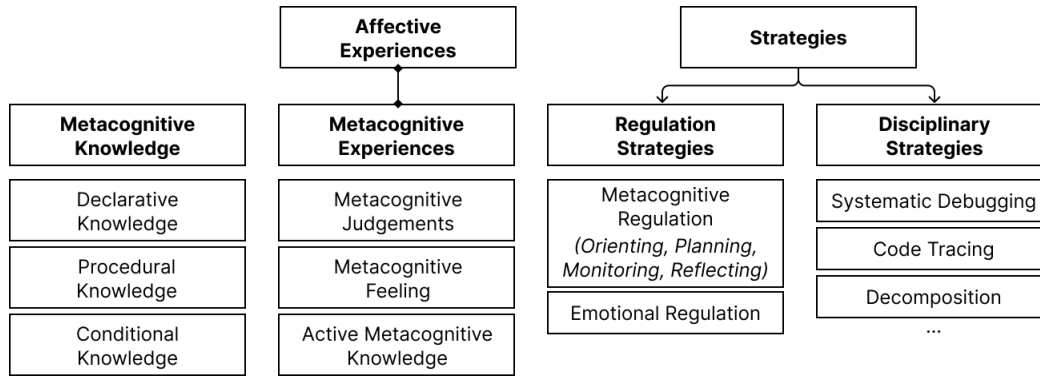 Affective
Experiences
Strategies
Metacognitive
Knowledge
Metacognitive
Experiences
Regulation
Strategies
Disciplinary
Strategies
Declarative
Knowledge
Procedural
Knowledge
Conditional
Knowledge
Metacognitive
Judgements
Metacognitive
Feeling
Active Metacognitive
Knowledge
Metacognitive
Regulation
(Orienting, Planning,
Monitoring, Reflecting)
Emotional Regulation
Systematic Debugging
Code Tracing
Decomposition
...